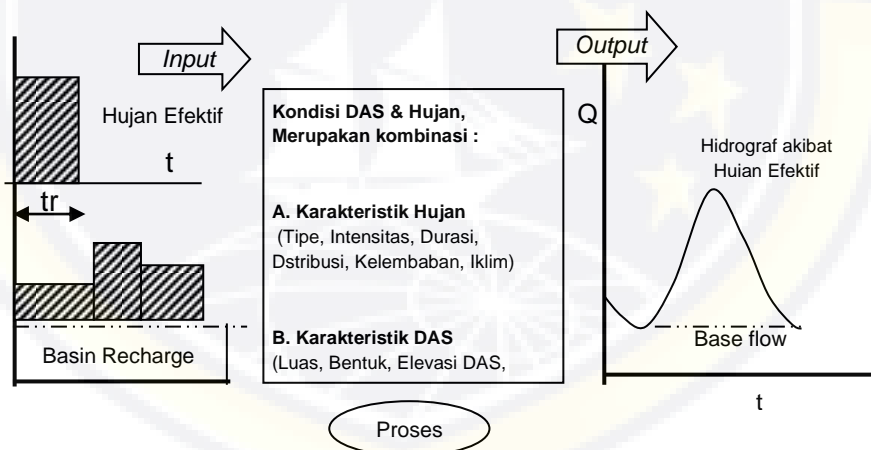 Input
Hujan Efektif
t
tr
Basin Recharge
Kondisi DAS & Hujan,
Merupakan kombinasi :
A. Karakteristik Hujan
(Tipe, Intensitas, Durasi,
Dstribusi, Kelembaban, Iklim)
B. Karakteristik DAS
(Luas, Bentuk, Elevasi DAS,
Proses
Output
Q
Hidrograf akibat
Huian Efektif
Base flow
t